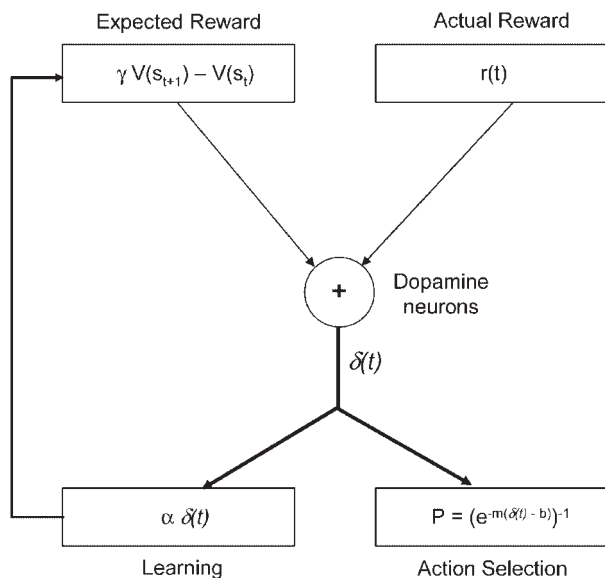 Expected Reward
Actual Reward
γ V(sₜ₊₁) – V(sₜ)
r(t)
+
Dopamine
neurons
δ(t)
α δ(t)
P = (e^-m(δ(t) - b))^-1
Learning
Action Selection